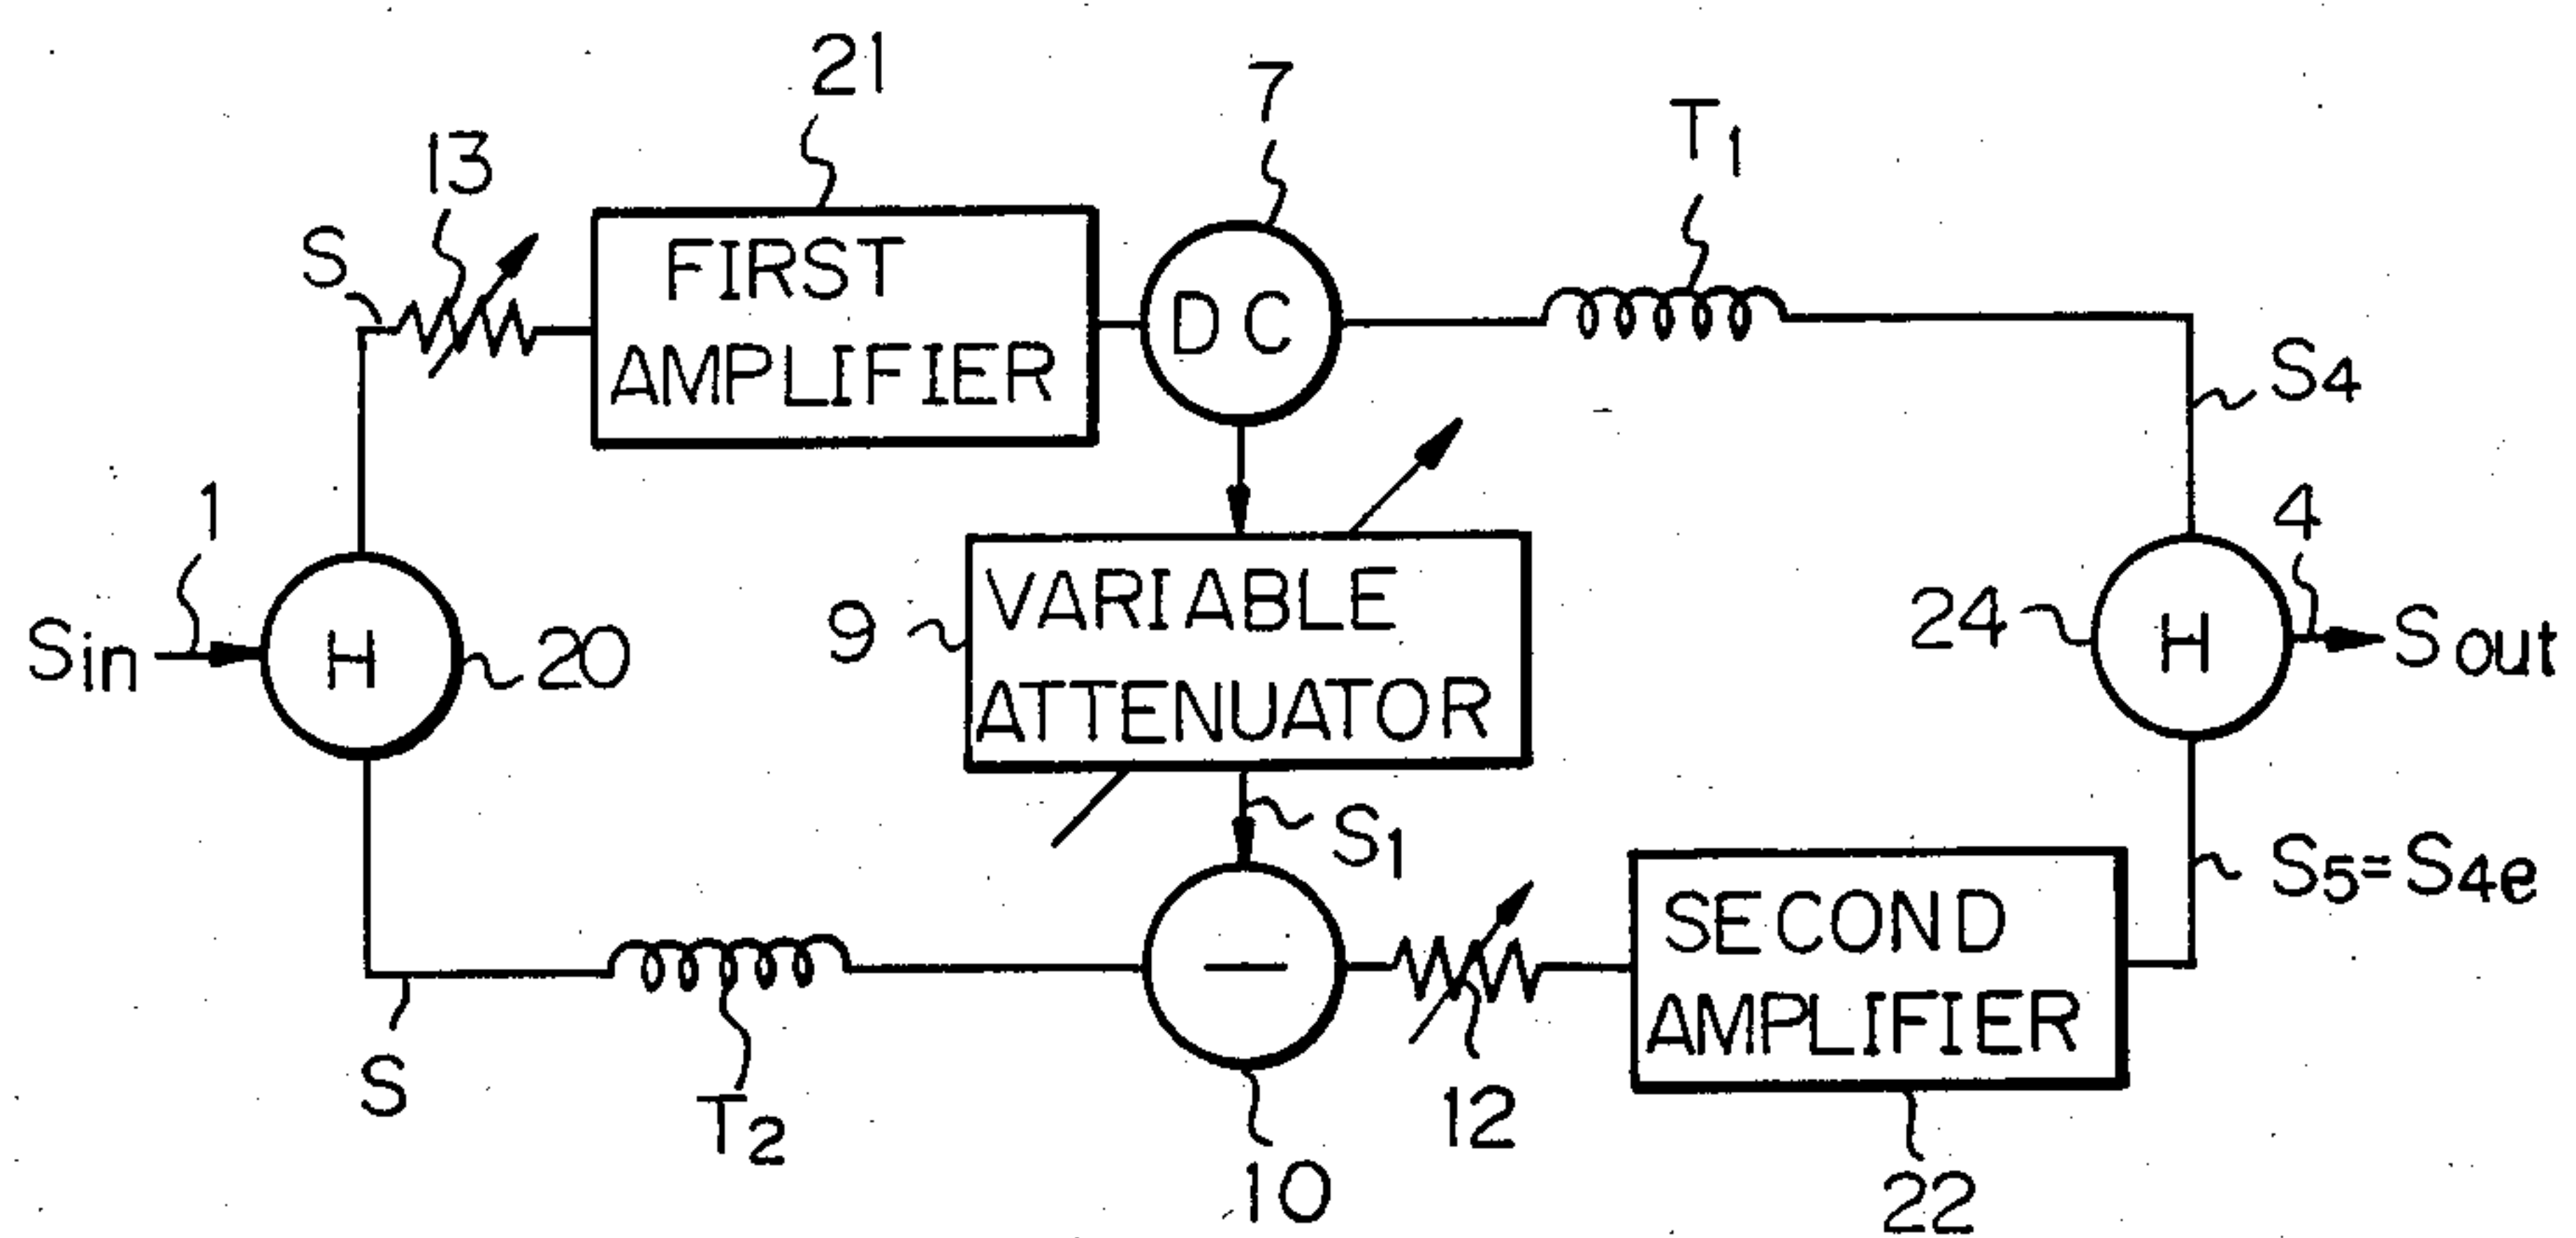 21
7
T1
13
S
FIRST
AMPLIFIER
DC
S4
1
4
Sin
H
20
9
VARIABLE
ATTENUATOR
24
H
Sout
S1
S5=S4e
SECOND
AMPLIFIER
S
T2
12
10
22